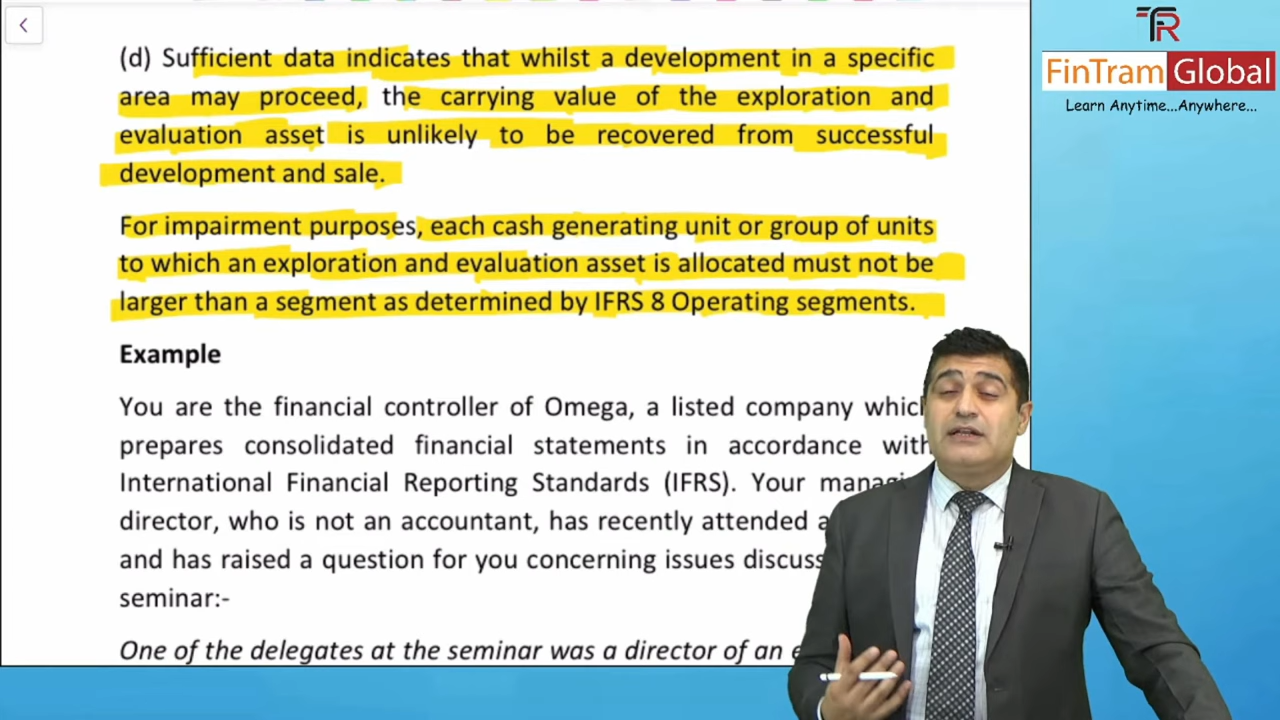 (d) Sufficient data indicates that whilst a development in a specific
area may proceed, the carrying value of the exploration and
evaluation asset is unlikely to be recovered from successful
development and sale.
For impairment purposes, each cash generating unit or group of units
to which an exploration and evaluation asset is allocated must not be
larger than a segment as determined by IFRS 8 Operating segments.
Example
You are the financial controller of Omega, a listed company which
prepares consolidated financial statements in accordance with
International Financial Reporting Standards (IFRS). Your
director, who is not an accountant, has recently attended
and has raised a question for you concerning issues
seminar:-
One of the delegates at the seminar was a director of an
TR
FinTram Global
Learn Anytime...Anywhere...